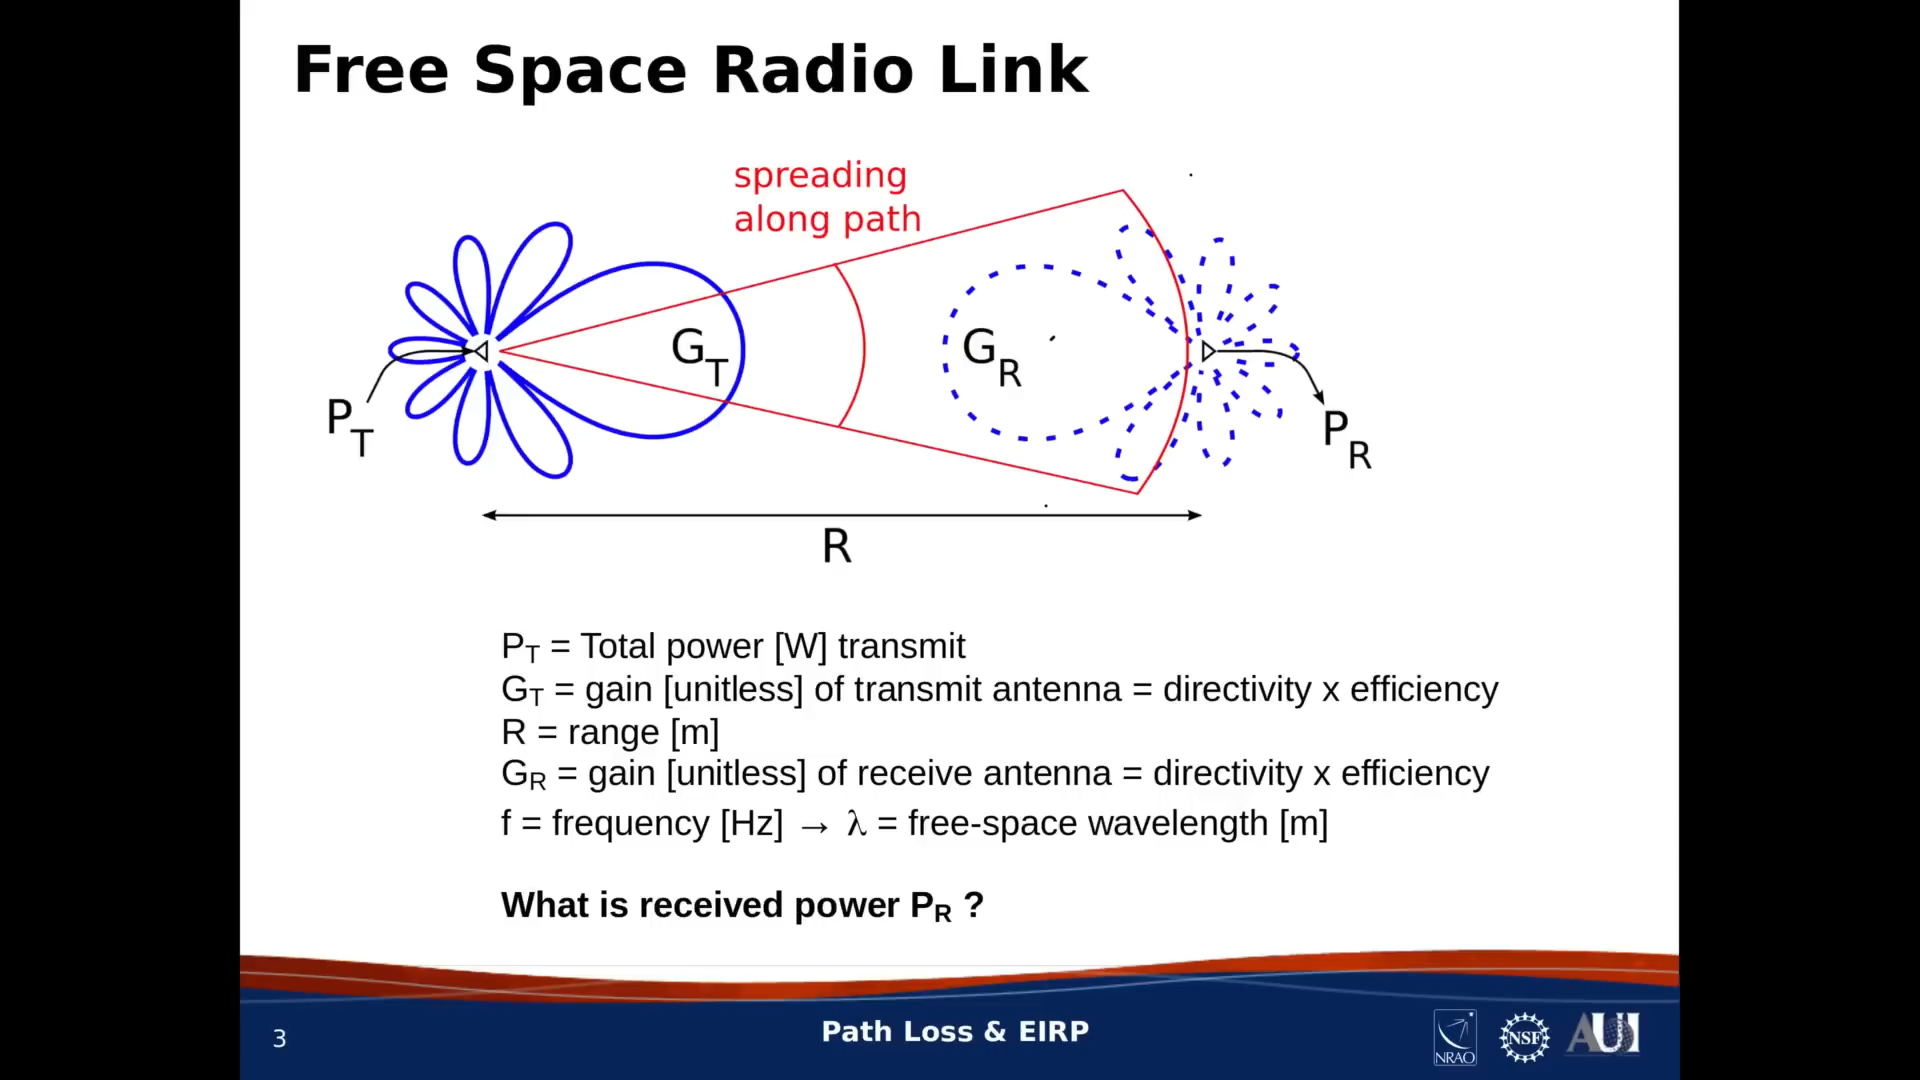 Free Space Radio Link
spreading
along path
G_T
G_R
P_T
P_R
R
P_T = Total power [W] transmit
G_T = gain [unitless] of transmit antenna = directivity x efficiency
R = range [m]
G_R = gain [unitless] of receive antenna = directivity x efficiency
f = frequency [Hz] → λ = free-space wavelength [m]
What is received power P_R ?
3
Path Loss & EIRP
NRAO
NSF
AUI